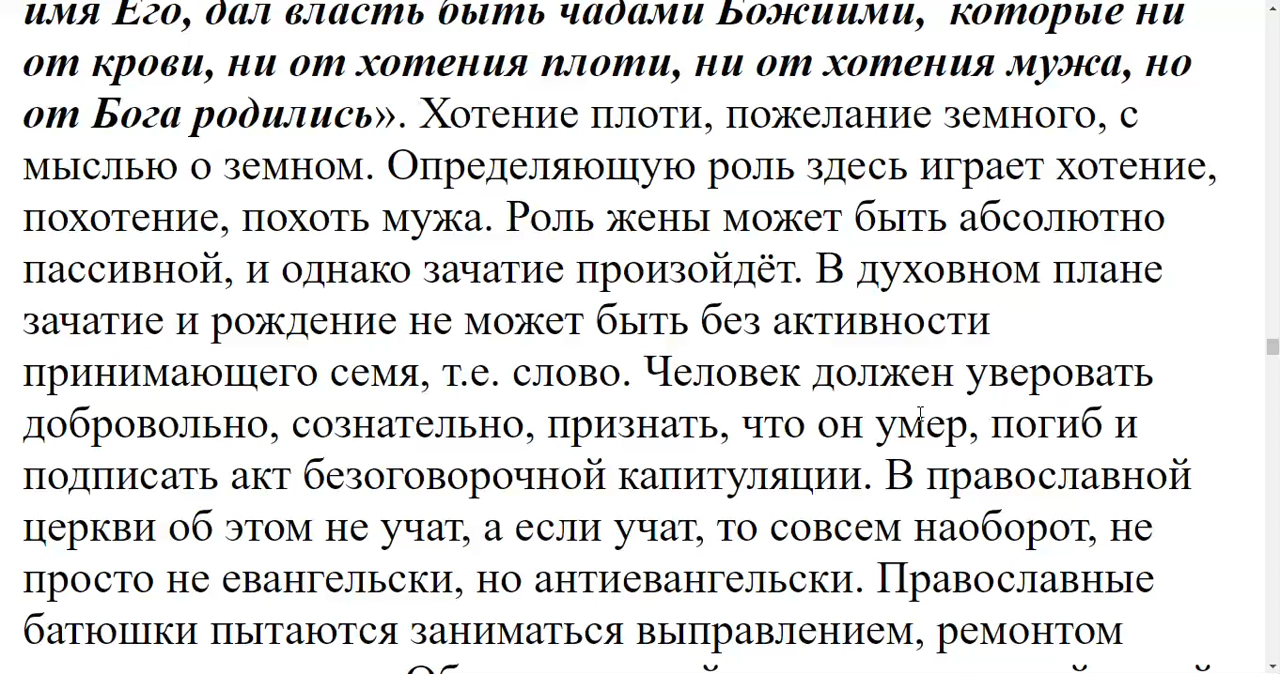 имя Его, дал власть быть чадами Божиими, которые ни
от крови, ни от хотения плоти, ни от хотения мужа, но
от Бога родились». Хотение плоти, пожелание земного, с
мыслью о земном. Определяющую роль здесь играет хотение,
похотение, похоть мужа. Роль жены может быть абсолютно
пассивной, и однако зачатие произойдёт. В духовном плане
зачатие и рождение не может быть без активности
принимающего семя, т.е. слово. Человек должен уверовать
добровольно, сознательно, признать, что он умер, погиб и
подписать акт безоговорочной капитуляции. В православной
церкви об этом не учат, а если учат, то совсем наоборот, не
просто не евангельски, но антиевангельски. Православные
батюшки пытаются заниматься выправлением, ремонтом